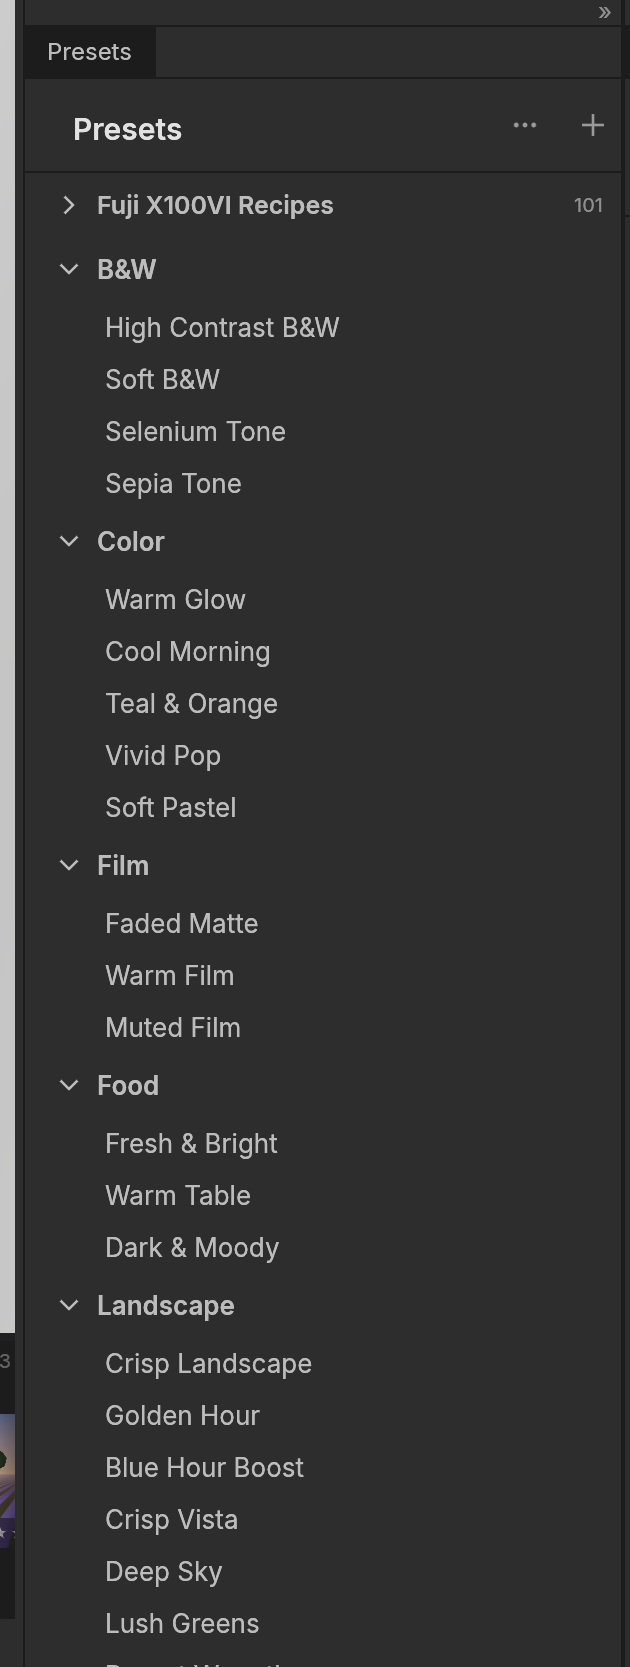 Presets
Presets
Fuji X100VI Recipes 101
B&W
High Contrast B&W
Soft B&W
Selenium Tone
Sepia Tone
Color
Warm Glow
Cool Morning
Teal & Orange
Vivid Pop
Soft Pastel
Film
Faded Matte
Warm Film
Muted Film
Food
Fresh & Bright
Warm Table
Dark & Moody
Landscape
3
Crisp Landscape
Golden Hour
Blue Hour Boost
Crisp Vista
Deep Sky
Lush Greens